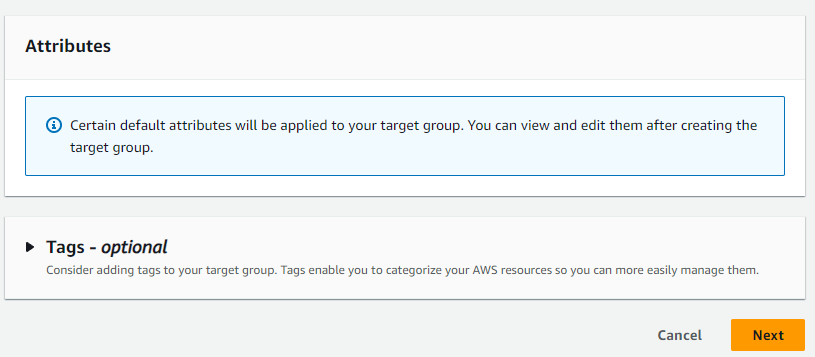 Attributes
Certain default attributes will be applied to your target group. You can view and edit them after creating the
target group.
Tags - optional
Consider adding tags to your target group. Tags enable you to categorize your AWS resources so you can more easily manage them.
Cancel
Next